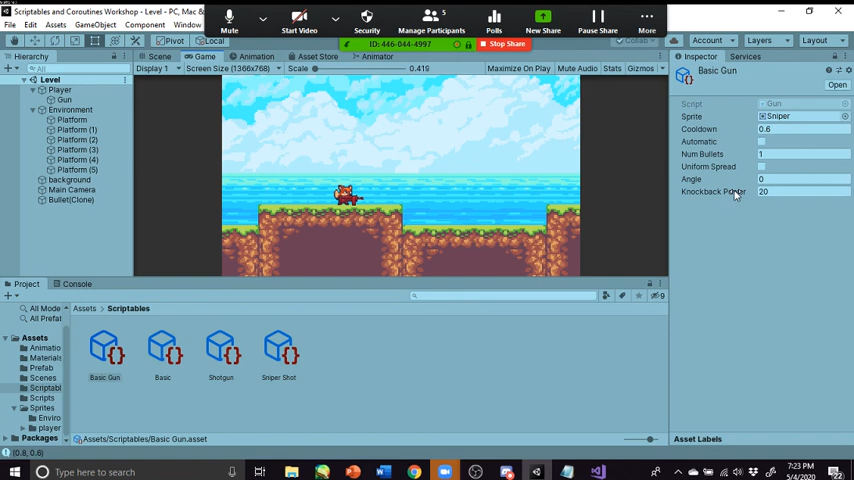 Scriptables and Coroutines Workshop - Level - PC, Mac &
File Edit Assets GameObject Component Window
Mute
Start Video
Security
5
Manage Participants
Polls
New Share
Pause Share
More
ID: 446-044-4997
Stop Share
Pivot
Local
Collab
Account
Layers
Layout
Hierarchy
Scene
Game
Animation
Asset Store
Animator
Inspector
Services
All
Display 1
Screen Size (1366x768)
Scale
0.419
Maximize On Play
Mute Audio
Stats
Gizmos
Level
Player
Gun
Environment
Platform
Platform (1)
Platform (2)
Platform (3)
Platform (4)
Platform (5)
background
Main Camera
Bullet(Clone)
Basic Gun
Open
Script Gun
Sprite Sniper
Cooldown 0.6
Automatic
Num Bullets 1
Uniform Spread
Angle 0
Knockback Power 20
Project
Console
9
All Mode
All Prefal
Assets
Animatio
Materials
Prefab
Scenes
Scriptabl
Scripts
Sprites
Enviro
player
Packages
Assets
Scriptables
Basic Gun
Basic
Shotgun
Sniper Shot
Assets/Scriptables/Basic Gun.asset
Asset Labels
(0.8, 0.6)
Type here to search
7:23 PM
5/4/2020
22